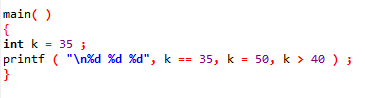 main( )
{
int k = 35 ;
printf ( "\n%d %d %d", k == 35, k = 50, k > 40 ) ;
}